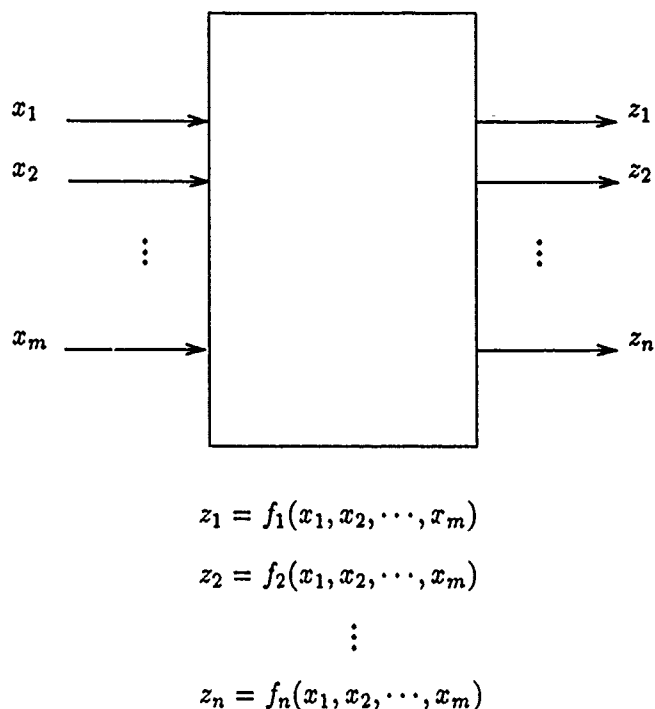 x₁ z₁
x₂ z₂
⋮ ⋮
xₘ zₙ
z₁ = f₁(x₁, x₂, ⋯, xₘ)
z₂ = f₂(x₁, x₂, ⋯, xₘ)
⋮
zₙ = fₙ(x₁, x₂, ⋯, xₘ)